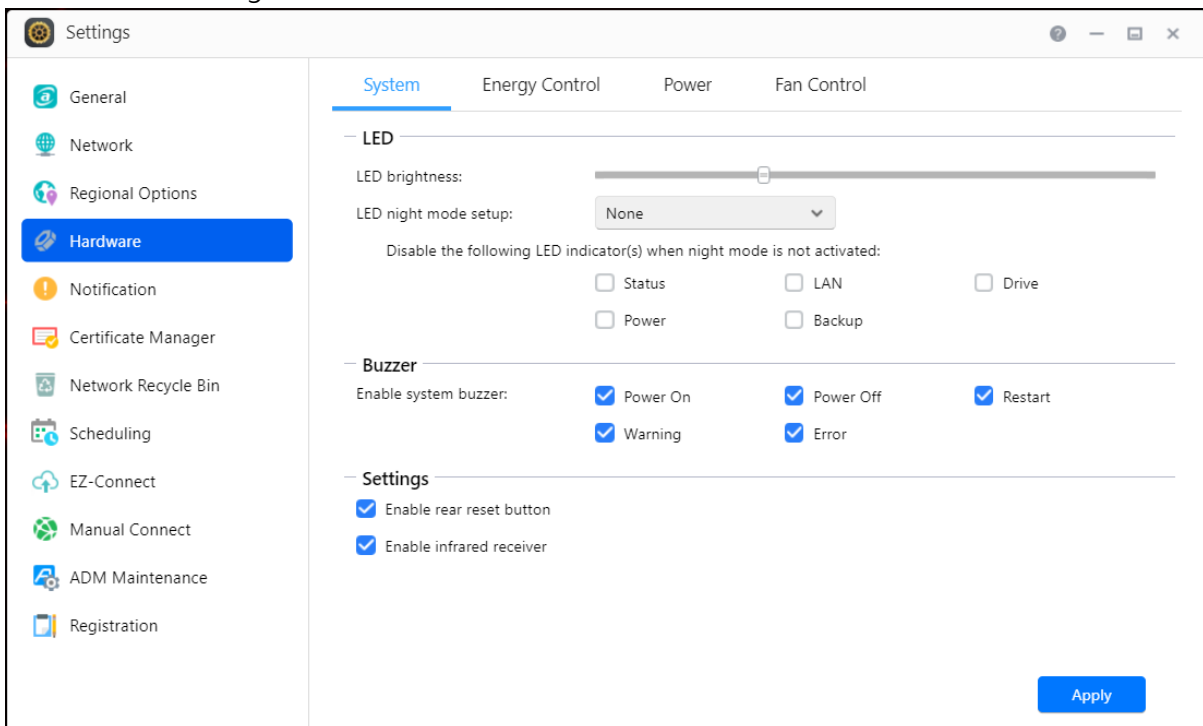 Settings
General
Network
Regional Options
Hardware
Notification
Certificate Manager
Network Recycle Bin
Scheduling
EZ-Connect
Manual Connect
ADM Maintenance
Registration
System Energy Control Power Fan Control
LED
LED brightness:
LED night mode setup: None
Disable the following LED indicator(s) when night mode is not activated:
Status LAN Drive
Power Backup
Buzzer
Enable system buzzer: Power On Power Off Restart
Warning Error
Settings
Enable rear reset button
Enable infrared receiver
Apply